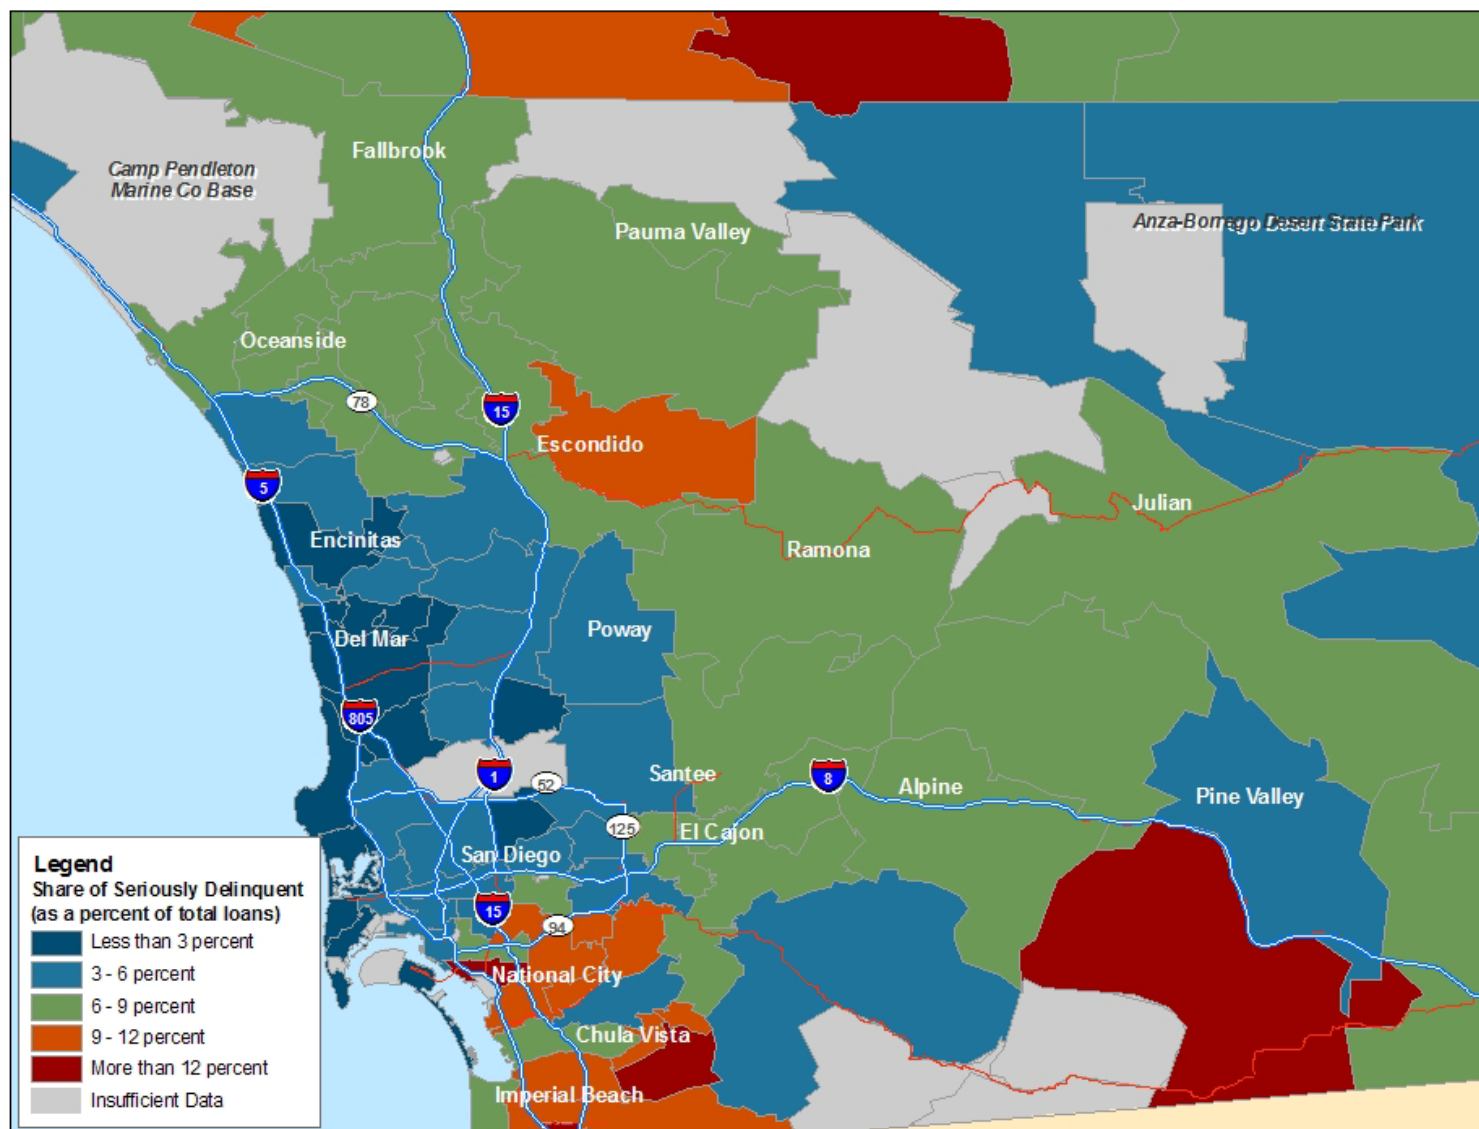 Fallbrook
Camp Pendleton
Marine Co Base
Pauma Valley
Anza-Borrego Desert State Park
Oceanside
78
15
Escondido
5
Julian
Encinitas
Ramona
Poway
Del Mar
805
Santee
1
52
8
Alpine
Pine Valley
125
El Cajon
San Diego
15
94
National City
Chula Vista
Imperial Beach
Legend
Share of Seriously Delinquent
(as a percent of total loans)
Less than 3 percent
3 - 6 percent
6 - 9 percent
9 - 12 percent
More than 12 percent
Insufficient Data